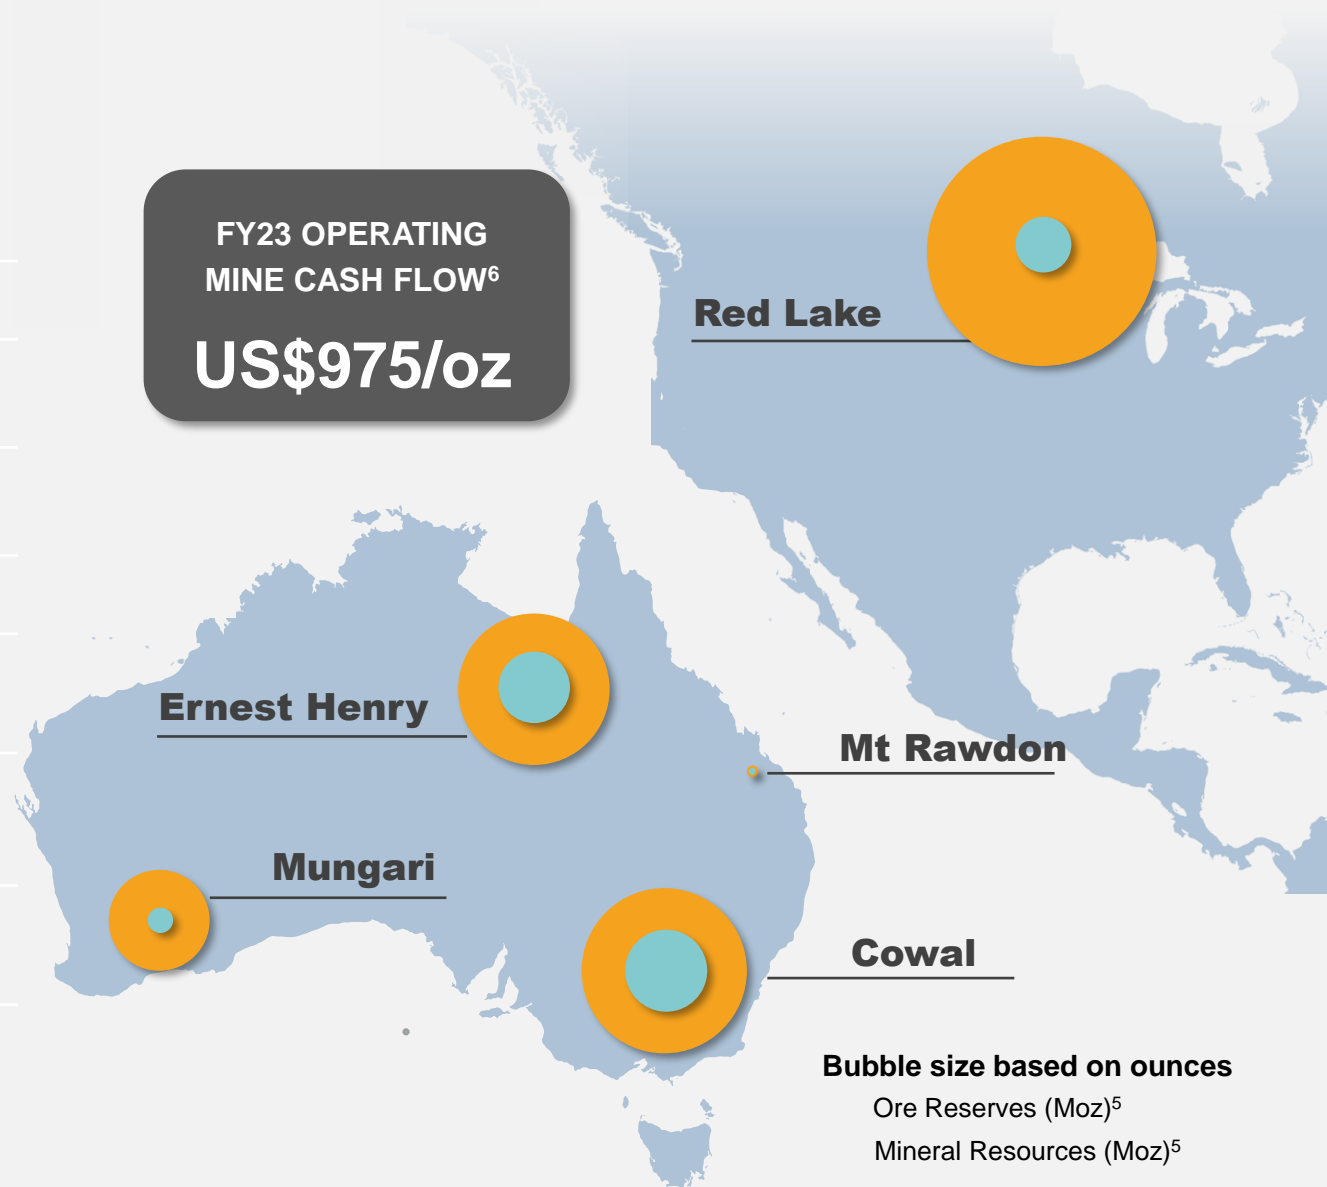 FY23 OPERATING
MINE CASH FLOW⁶
US$975/oz
Red Lake
Ernest Henry
Mt Rawdon
Mungari
Cowal
Bubble size based on ounces
Ore Reserves (Moz)⁵
Mineral Resources (Moz)⁵